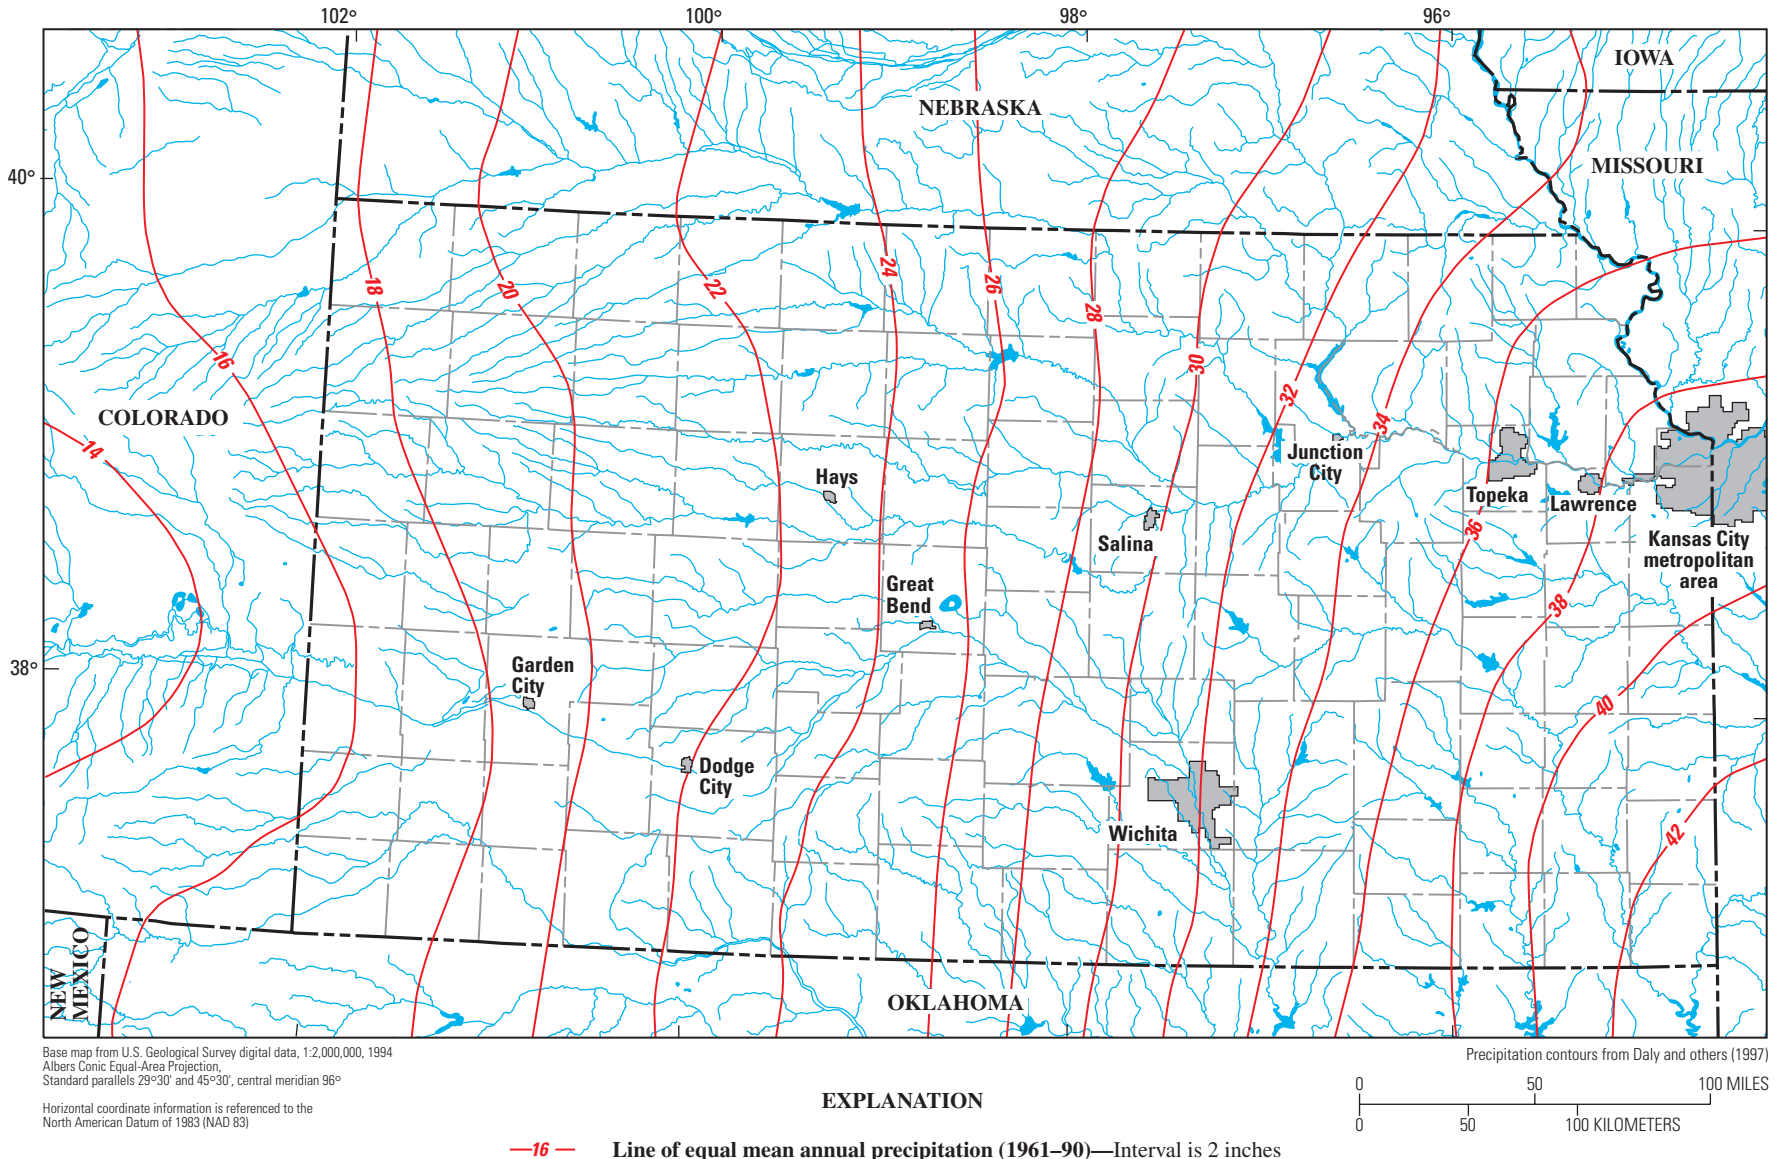 102°
100°
98°
96°
IOWA
NEBRASKA
MISSOURI
40°
24
26
18
20
22
28
16
30
32
COLORADO
34
14
Junction
City
Hays
Topeka
Lawrence
36
Salina
Kansas City
metropolitan
area
Great
Bend
38
38°
Garden
City
40
Dodge
City
Wichita
42
NEW
MEXICO
OKLAHOMA
Base map from U.S. Geological Survey digital data, 1:2,000,000, 1994
Albers Conic Equal-Area Projection,
Standard parallels 29°30' and 45°30', central meridian 96°
Horizontal coordinate information is referenced to the
North American Datum of 1983 (NAD 83)
Precipitation contours from Daly and others (1997)
0 50 100 MILES
0 50 100 KILOMETERS
EXPLANATION
16 Line of equal mean annual precipitation (1961–90)—Interval is 2 inches